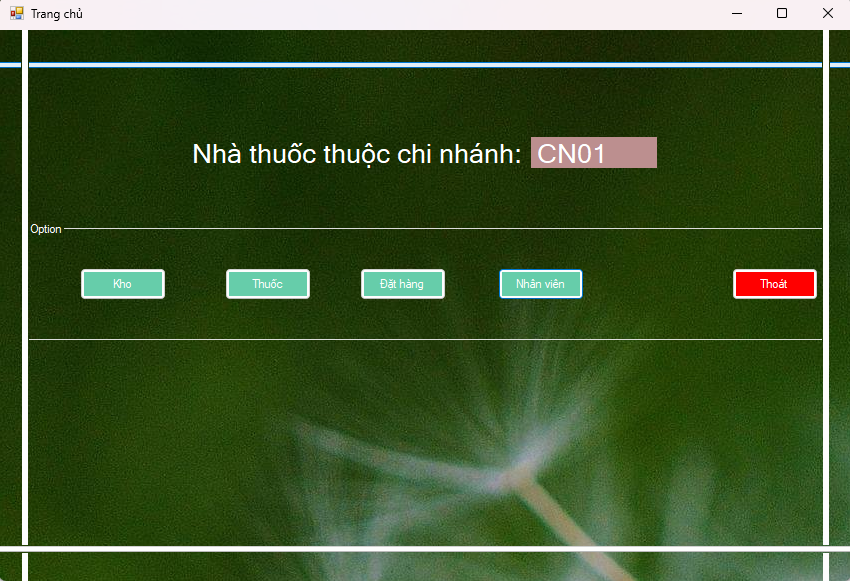 Trang chủ
Nhà thuốc thuộc chi nhánh: CN01
Option
Kho Thuốc Đặt hàng Nhân viên Thoát